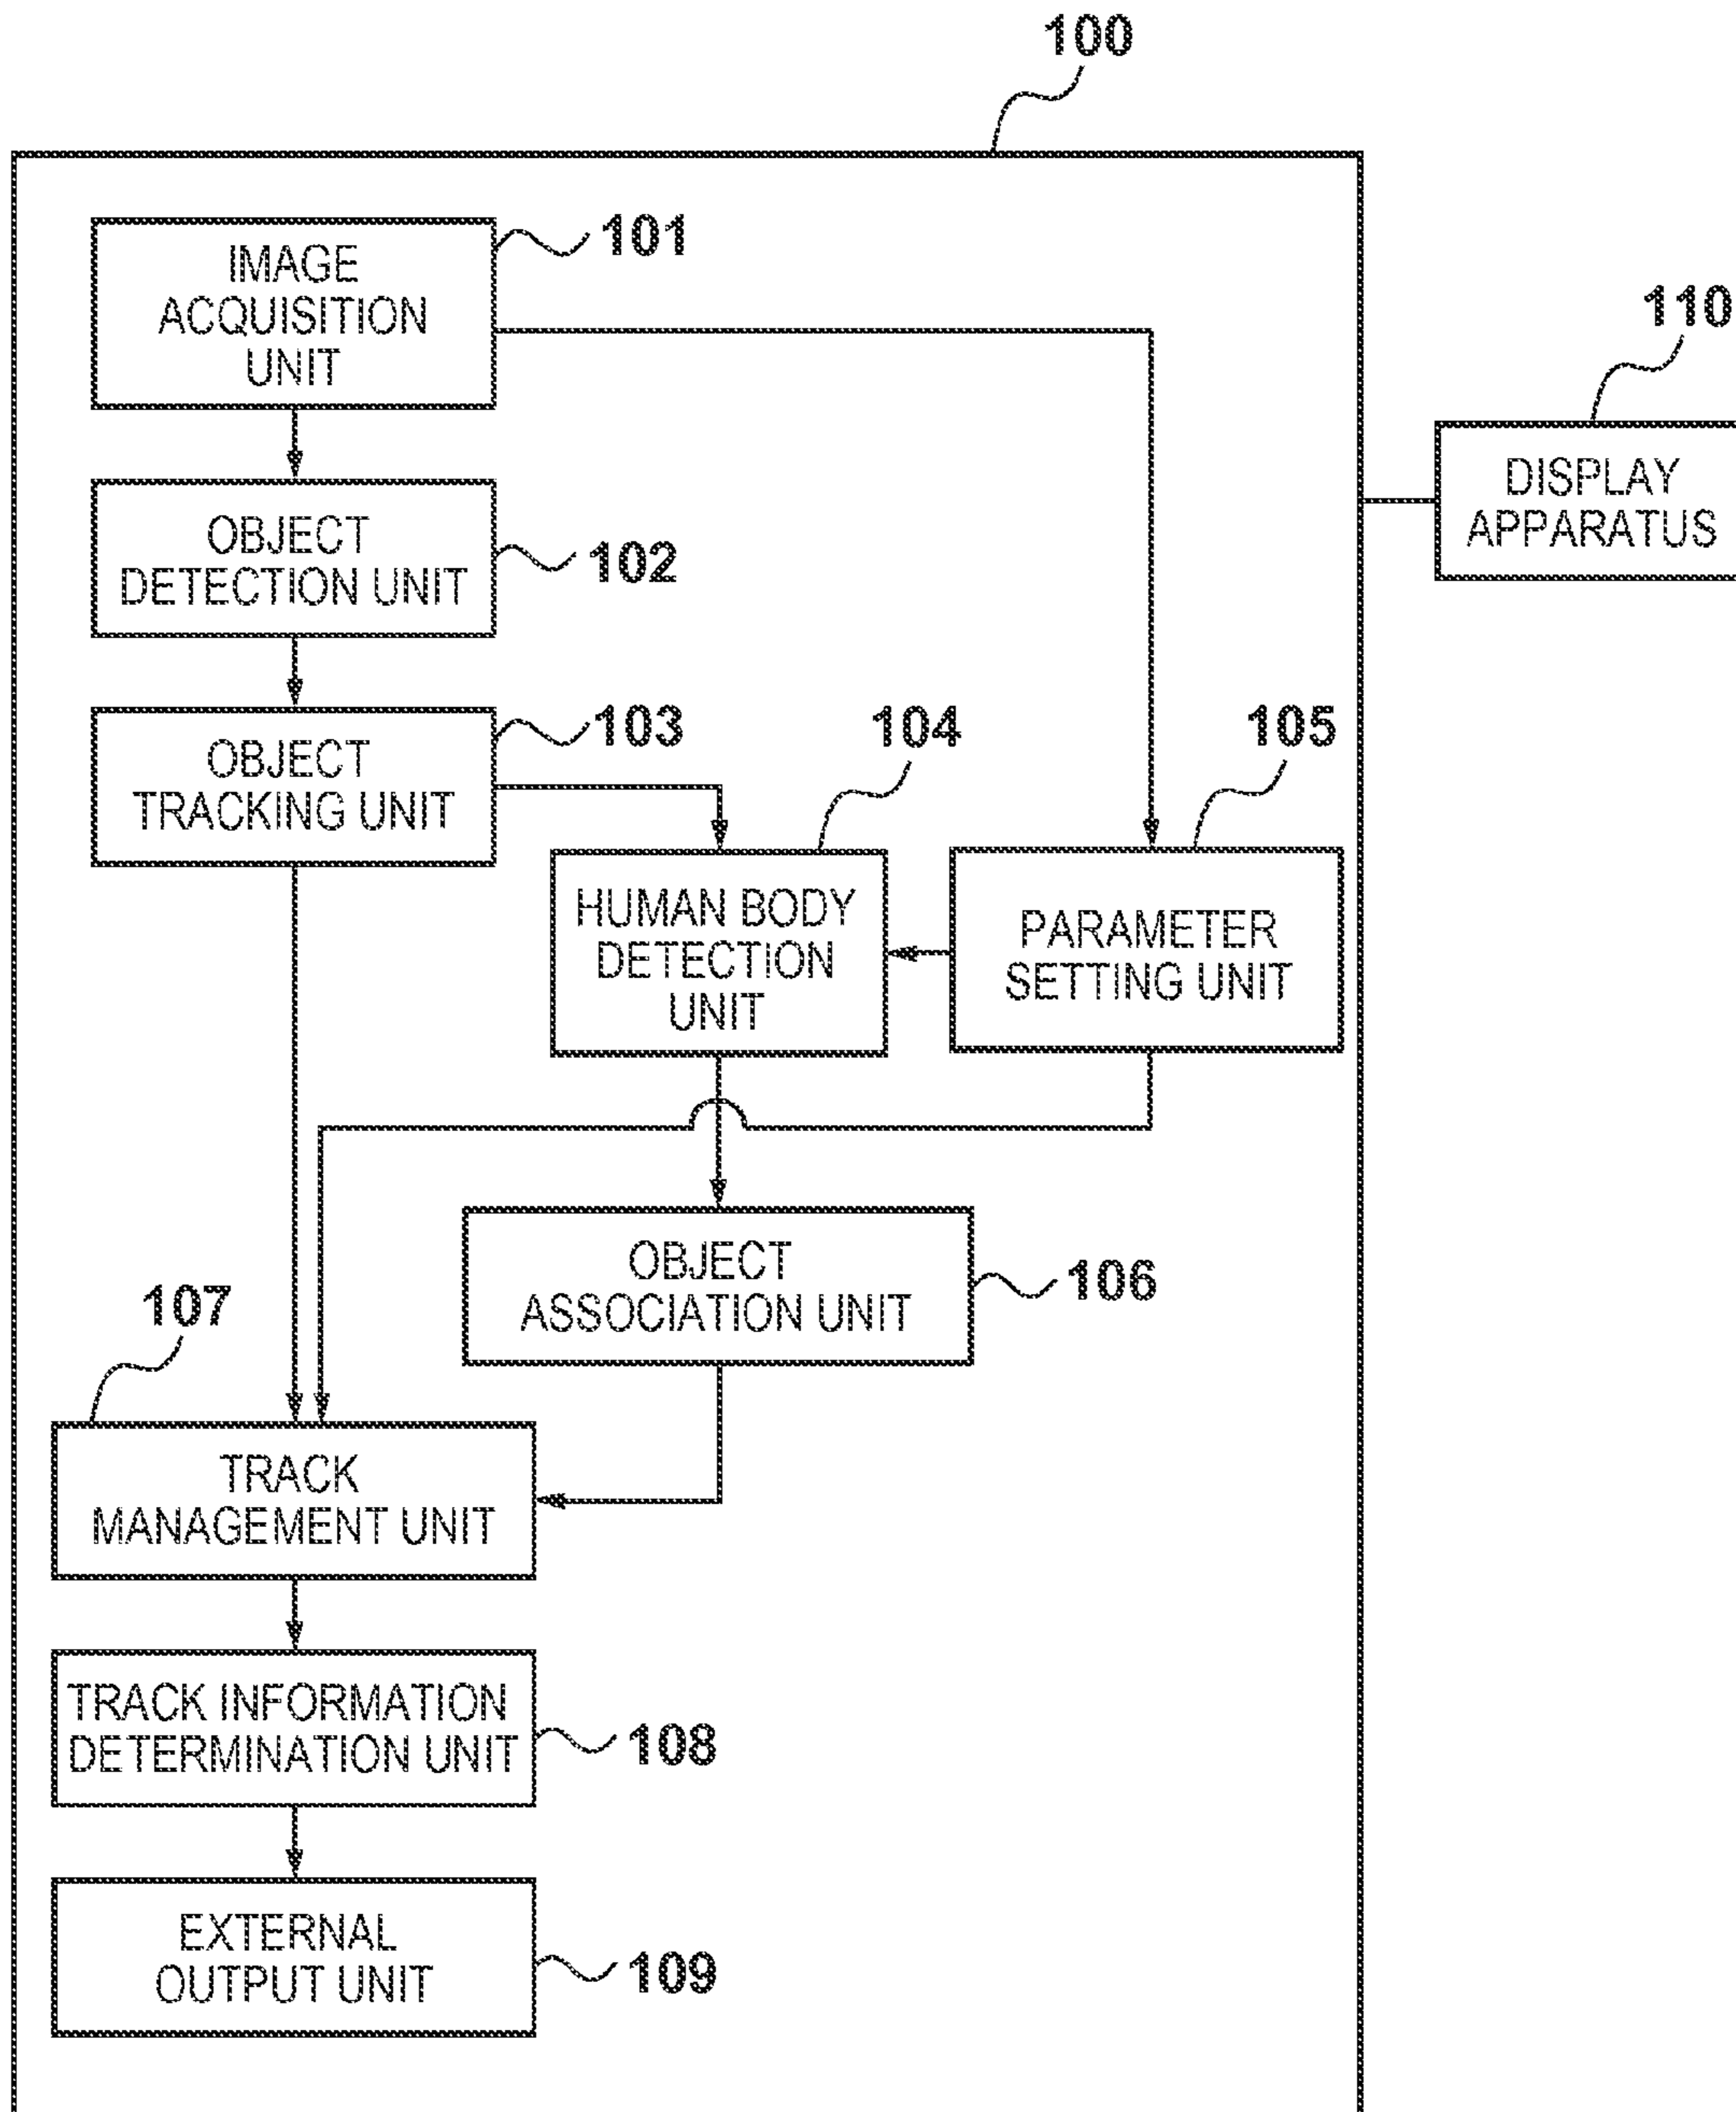 100
IMAGE
ACQUISITION
UNIT
101
110
DISPLAY
APPARATUS
OBJECT
DETECTION UNIT
102
OBJECT
TRACKING UNIT
103
104
105
HUMAN BODY
DETECTION
UNIT
PARAMETER
SETTING UNIT
OBJECT
ASSOCIATION UNIT
106
107
TRACK
MANAGEMENT UNIT
TRACK INFORMATION
DETERMINATION UNIT
108
EXTERNAL
OUTPUT UNIT
109